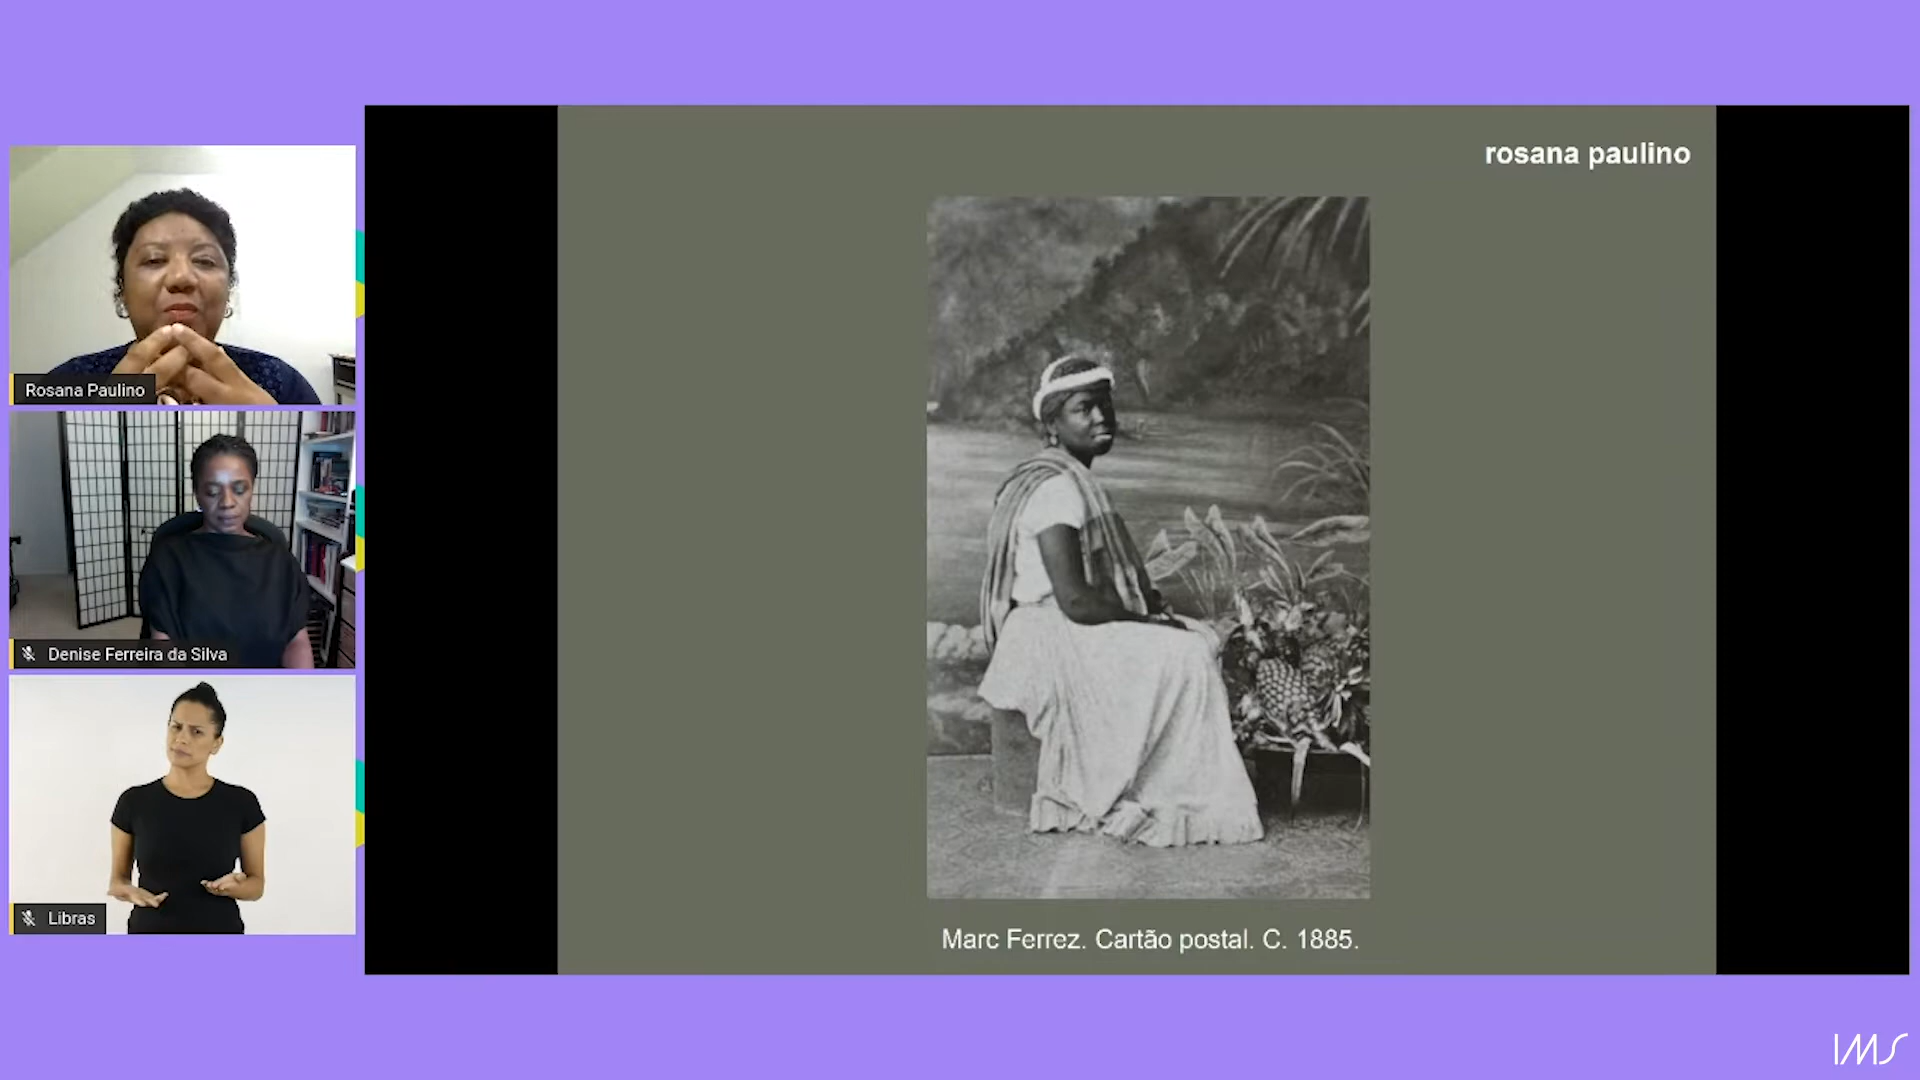 rosana paulino
Rosana Paulino
Denise Ferreira da Silva
Libras
Marc Ferrez. Cartão postal. C. 1885.
IMS